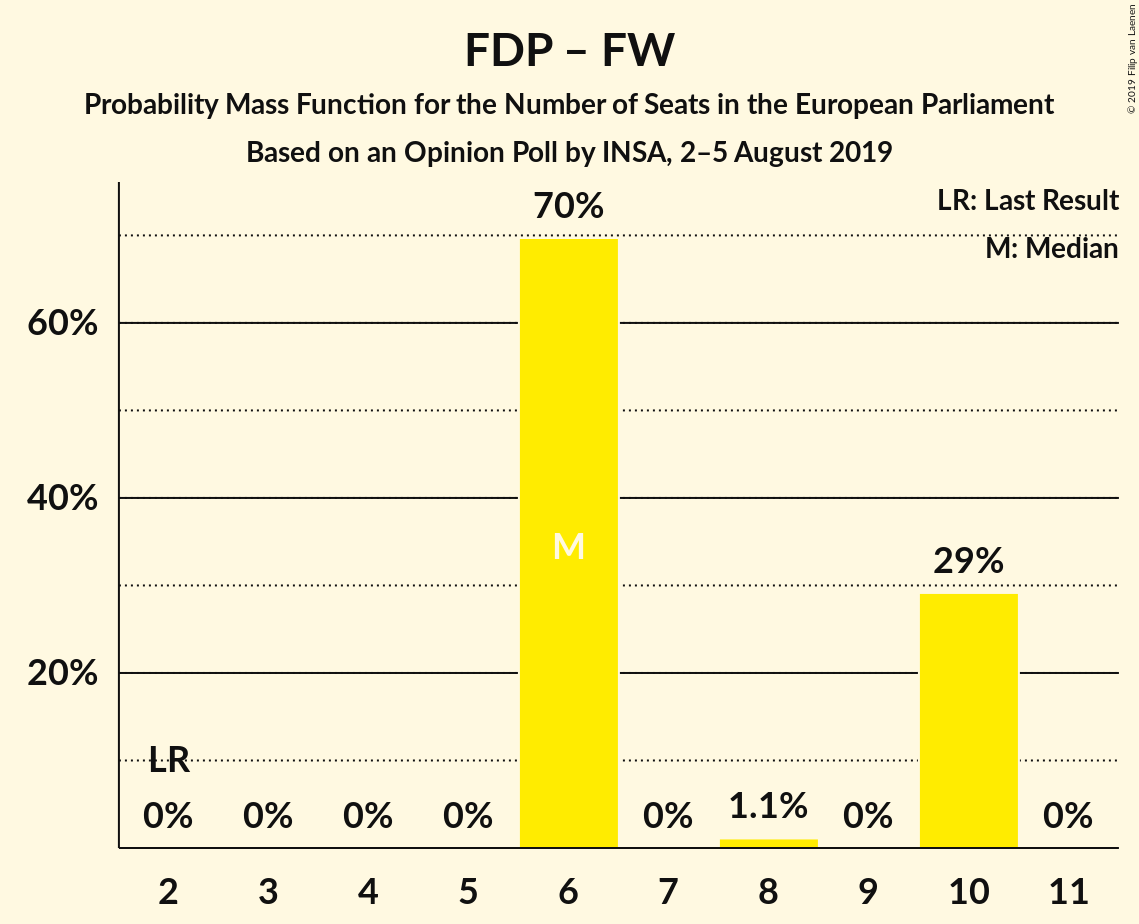 FDP – FW
Probability Mass Function for the Number of Seats in the European Parliament
Based on an Opinion Poll by INSA, 2–5 August 2019
© 2019 Filip van Laenen
LR: Last Result
M: Median
70%
60%
40%
M
29%
20%
LR
0% 0% 0% 0% 0% 1.1% 0% 0%
2 3 4 5 6 7 8 9 10 11